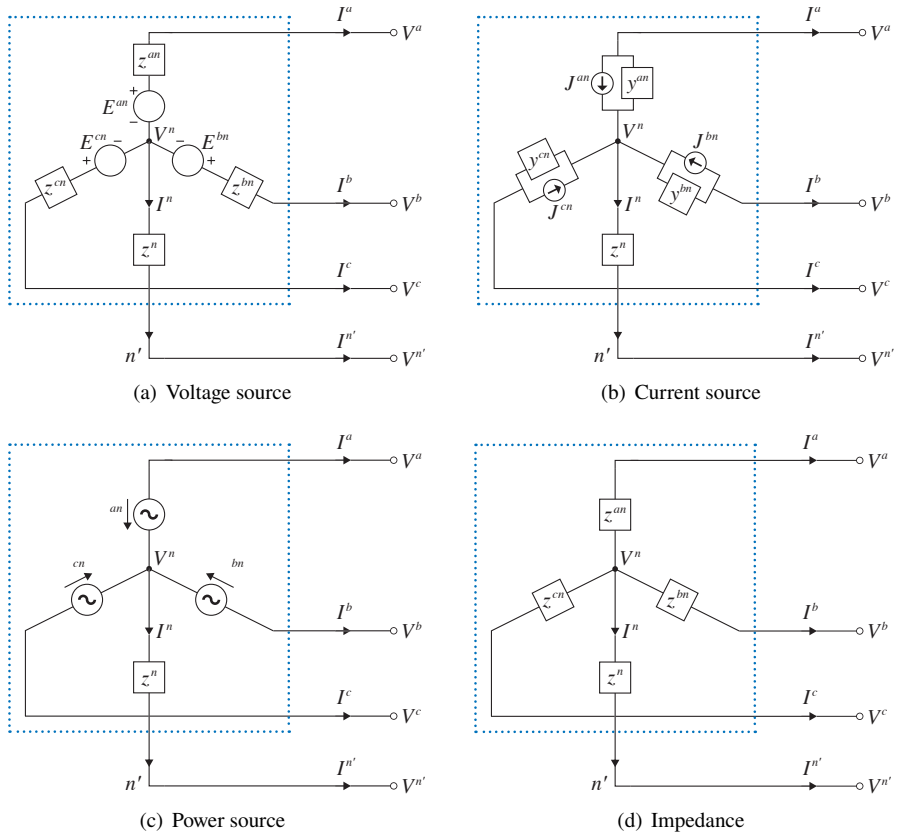 I^a
V^a
z^{an}
+
E^{an}
−
V^n
E^{cn} −
+
− E^{bn}
+
z^{cn}
z^{bn}
I^n
I^b
V^b
z^n
I^c
V^c
n′
I^{n′}
V^{n′}
(a) Voltage source
I^a
V^a
J^{an}
y^{an}
V^n
y^{cn}
J^{cn}
J^{bn}
y^{bn}
I^n
I^b
V^b
z^n
I^c
V^c
n′
I^{n′}
V^{n′}
(b) Current source
I^a
V^a
an
V^n
cn
bn
I^n
I^b
V^b
z^n
I^c
V^c
n′
I^{n′}
V^{n′}
(c) Power source
I^a
V^a
z^{an}
V^n
z^{cn}
z^{bn}
I^n
I^b
V^b
z^n
I^c
V^c
n′
I^{n′}
V^{n′}
(d) Impedance